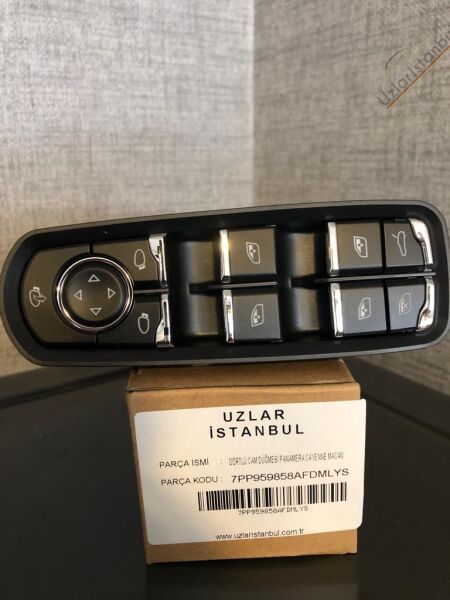 Uzlaristanbul
UZLAR
İSTANBUL
PARÇA İSMİ : DÖRTLÜ CAM DÜĞMESİ PANAMERA CAYENNE MACAN
PARÇA KODU : 7PP959858AFDMLYS
7PP959858AFDMLYS
www.uzlaristanbul.com.tr